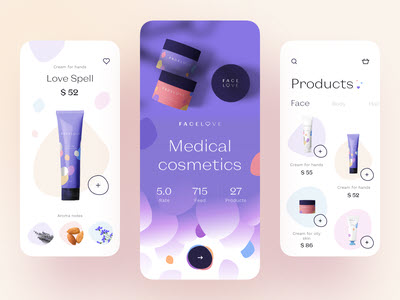 Cream for hands
Love Spell
$ 52
Aroma notes
FACE
LOVE
FACELOVE
Medical
cosmetics
5.0
Rate
715
Feed
27
Products
Products
Face
Body
Hair
Cream for hands
$ 55
Cream for hands
$ 52
Cream for oily
skin
$ 86